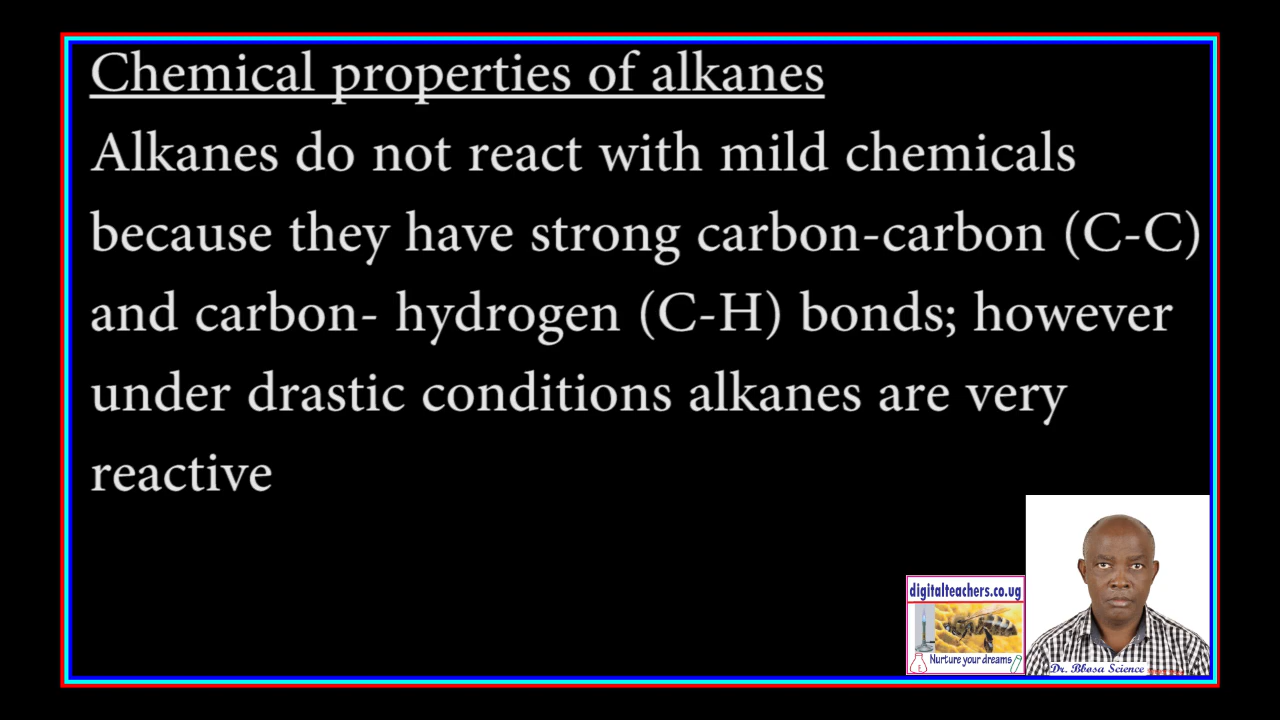 Chemical properties of alkanes
Alkanes do not react with mild chemicals
because they have strong carbon-carbon (C-C)
and carbon- hydrogen (C-H) bonds; however
under drastic conditions alkanes are very
reactive
digitalteachers.co.ug
Nurture your dreams
Dr. Bbosa Science